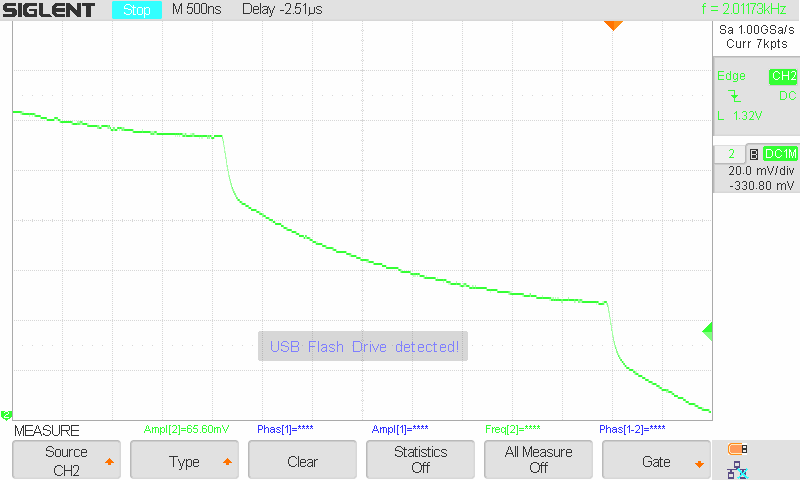 SIGLENT Stop M 500ns Delay -2.51µs f = 2.01173kHz
Sa 1.00GSa/s
Curr 7kpts
Edge CH2
DC
L 1.32V
2 B DC1M
20.0 mV/div
-330.80 mV
USB Flash Drive detected!
2
MEASURE Ampl[2]=65.60mV Phas[1]=**** Ampl[1]=**** Freq[2]=**** Phas[1-2]=****
Source
CH2
Type
Clear
Statistics
Off
All Measure
Off
Gate